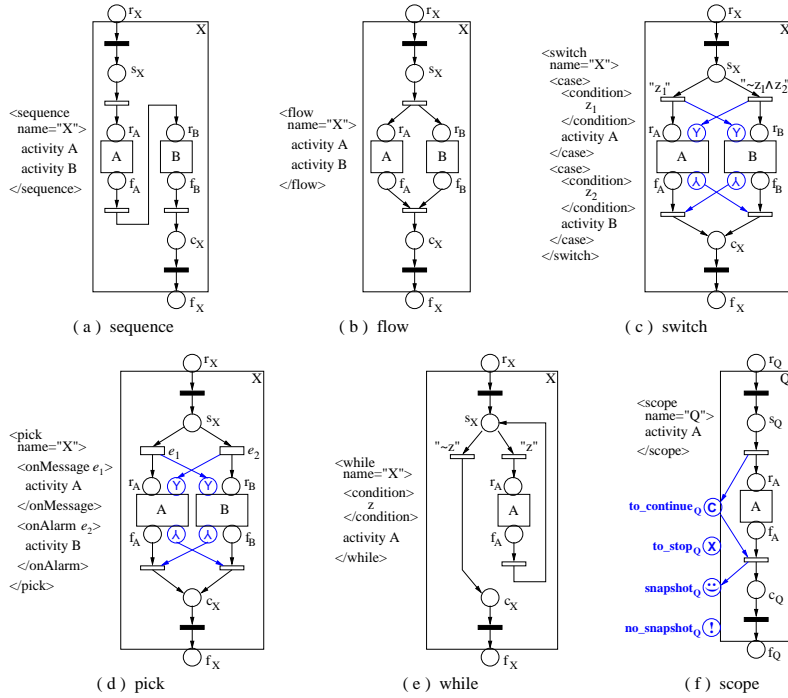 r_X
X
s_X
<sequence
name="X">
activity A
activity B
</sequence>
r_A
r_B
A
B
f_A
f_B
c_X
f_X
( a ) sequence
r_X
X
s_X
<flow
name="X">
activity A
activity B
</flow>
r_A
r_B
A
B
f_A
f_B
c_X
f_X
( b ) flow
r_X
X
<switch
name="X">
<case>
<condition>
z_1
</condition>
activity A
</case>
<case>
<condition>
z_2
</condition>
activity B
</case>
</switch>
s_X
"z_1"
"~z_1∧z_2"
r_A
Y
Y
r_B
A
B
f_A
Y
Y
f_B
c_X
f_X
( c ) switch
r_X
X
s_X
<pick
name="X">
<onMessage e_1>
activity A
</onMessage>
<onAlarm e_2>
activity B
</onAlarm>
</pick>
e_1
e_2
r_A
Y
Y
r_B
A
B
f_A
Y
Y
f_B
c_X
f_X
( d ) pick
r_X
X
s_X
"~z"
"z"
<while
name="X">
<condition>
z
</condition>
activity A
</while>
r_A
A
f_A
c_X
f_X
( e ) while
r_Q
Q
<scope
name="Q">
activity A
</scope>
s_Q
r_A
to_continue_Q C
A
f_A
to_stop_Q X
snapshot_Q
c_Q
no_snapshot_Q !
f_Q
( f ) scope